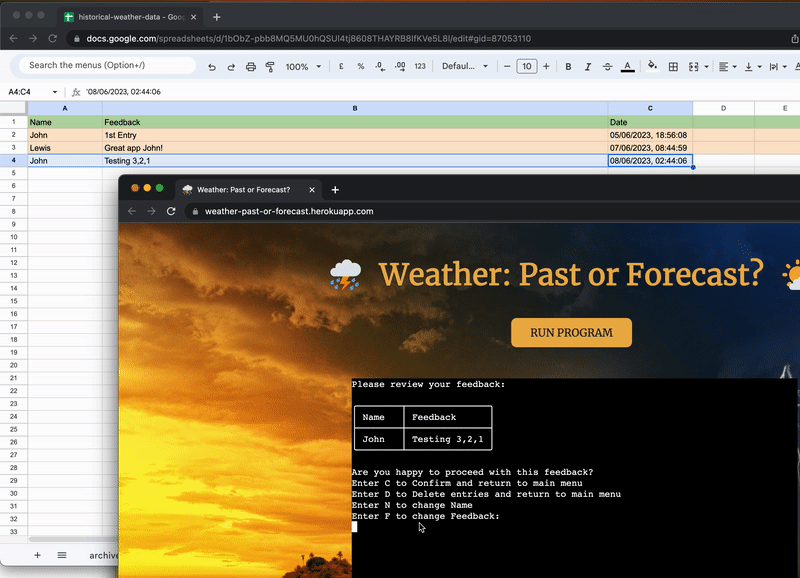 historical-weather-data - Goo
docs.google.com/spreadsheets/d/1bObZ-pbb8MQ5MU0hQSUl4tj8608THAYRB8IfKVe5L8I/edit#gid=87053110
Search the menus (Option+/)
100% £ % .0 .00 123 Defaul... 10 B I A
A4:C4 fx '08/06/2023, 02:44:06
A B C D E
1 Name Feedback Date
2 John 1st Entry 05/06/2023, 18:56:08
3 Lewis Great app John! 07/06/2023, 08:44:59
4 John Testing 3,2,1 08/06/2023, 02:44:06
5
6
7
8
9
10
11
12
13
14
15
16
17
18
19
20
21
22
23
24
25
26
27
28
29
30
31
32
33
archive
Weather: Past or Forecast?
weather-past-or-forecast.herokuapp.com
Weather: Past or Forecast?
RUN PROGRAM
Please review your feedback:
Name Feedback
John Testing 3,2,1
Are you happy to proceed with this feedback?
Enter C to Confirm and return to main menu
Enter D to Delete entries and return to main menu
Enter N to change Name
Enter F to change Feedback: